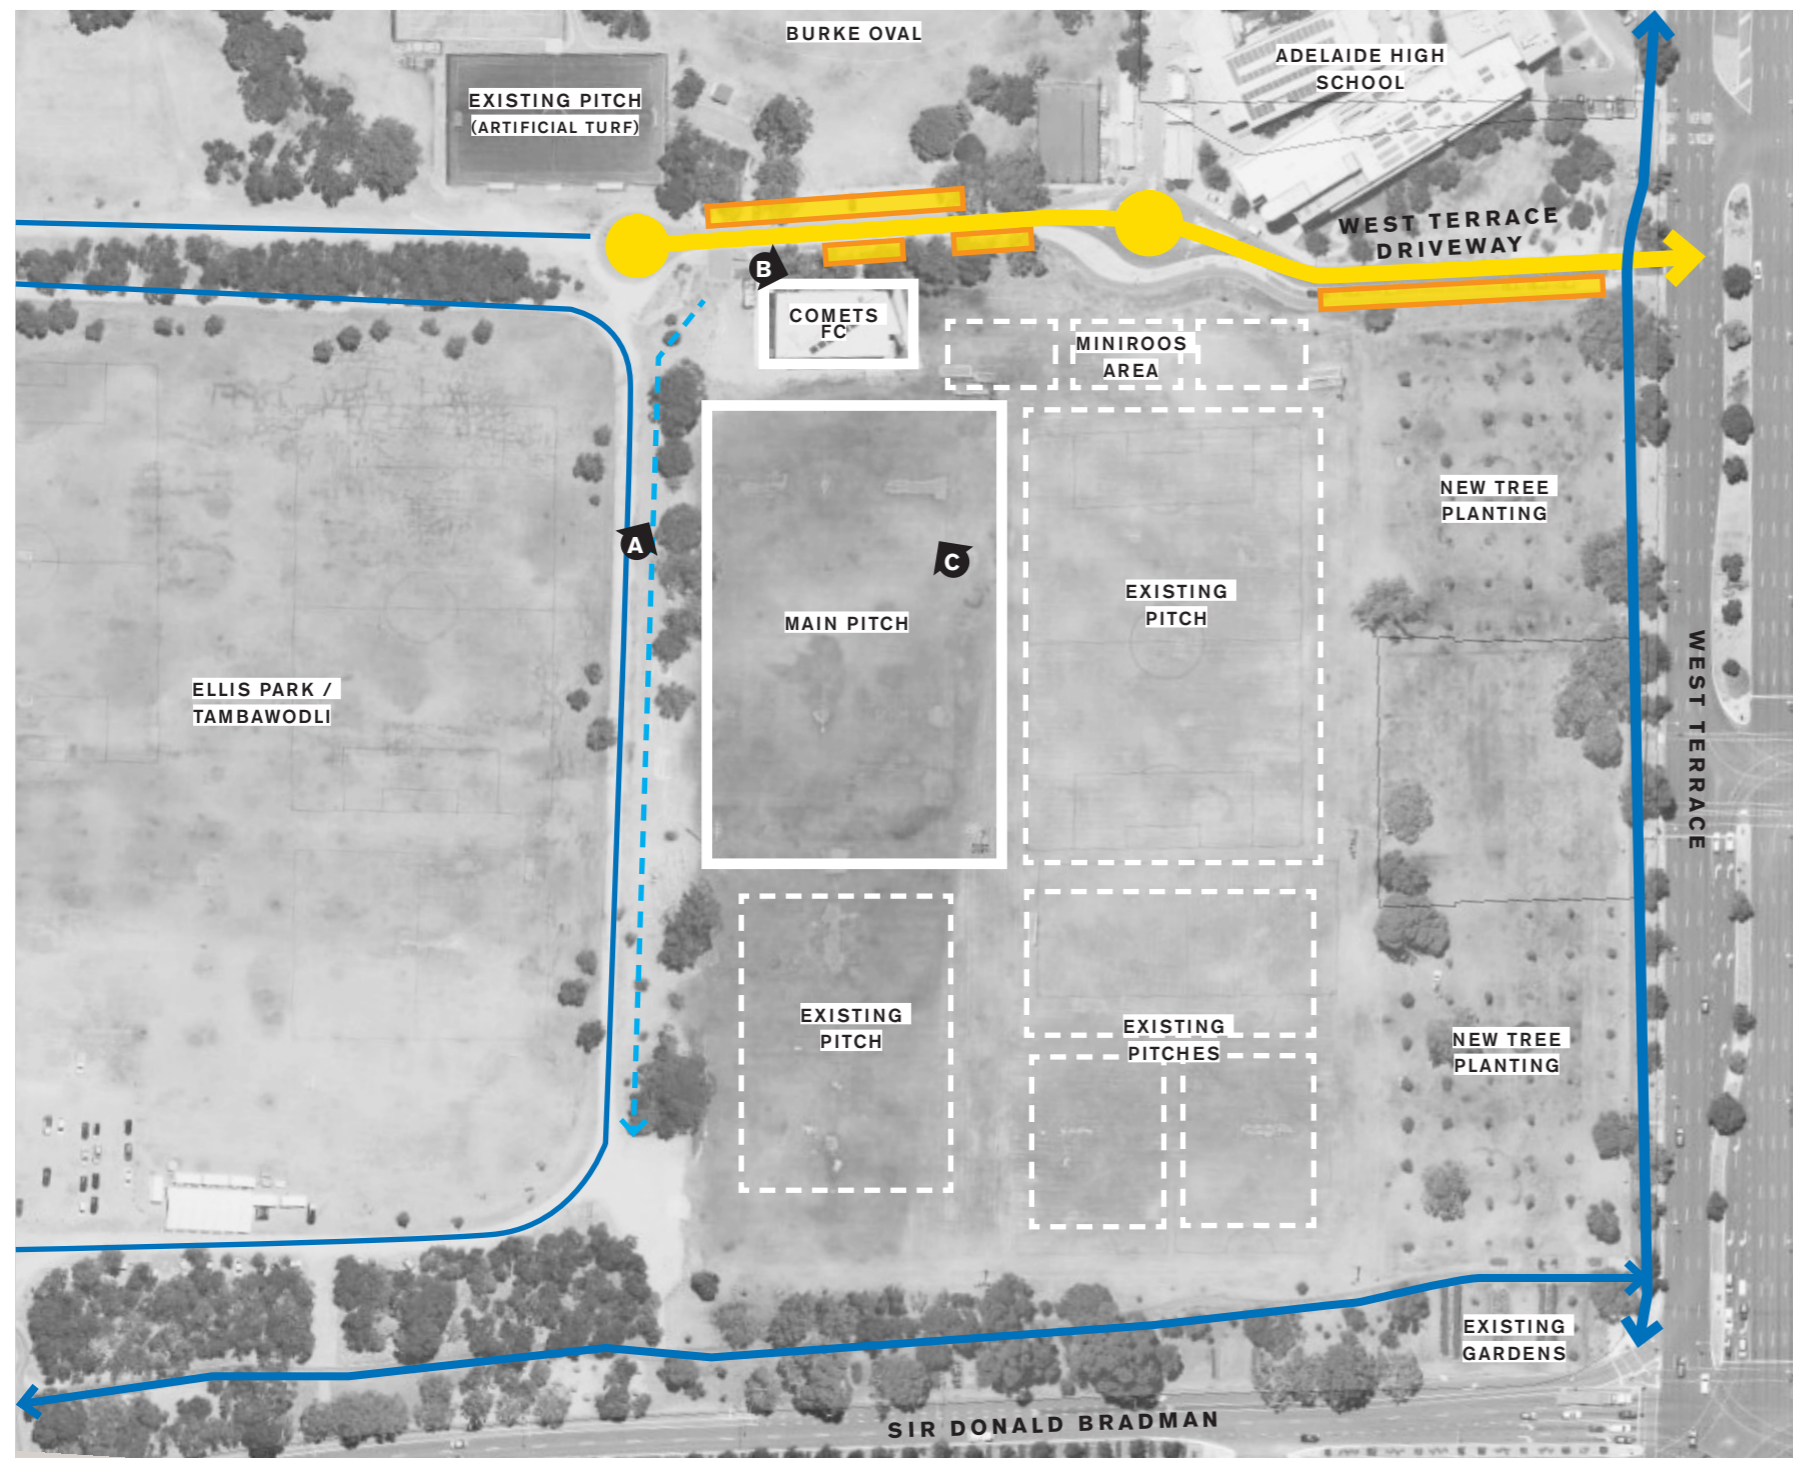 BURKE OVAL
ADELAIDE HIGH
SCHOOL
EXISTING PITCH
(ARTIFICIAL TURF)
WEST TERRACE
DRIVEWAY
B
COMETS
FC
MINIROOS
AREA
NEW TREE
PLANTING
A
C
EXISTING
PITCH
MAIN PITCH
ELLIS PARK /
TAMBAWODLI
WEST TERRACE
EXISTING
PITCH
EXISTING
PITCHES
NEW TREE
PLANTING
EXISTING
GARDENS
SIR DONALD BRADMAN